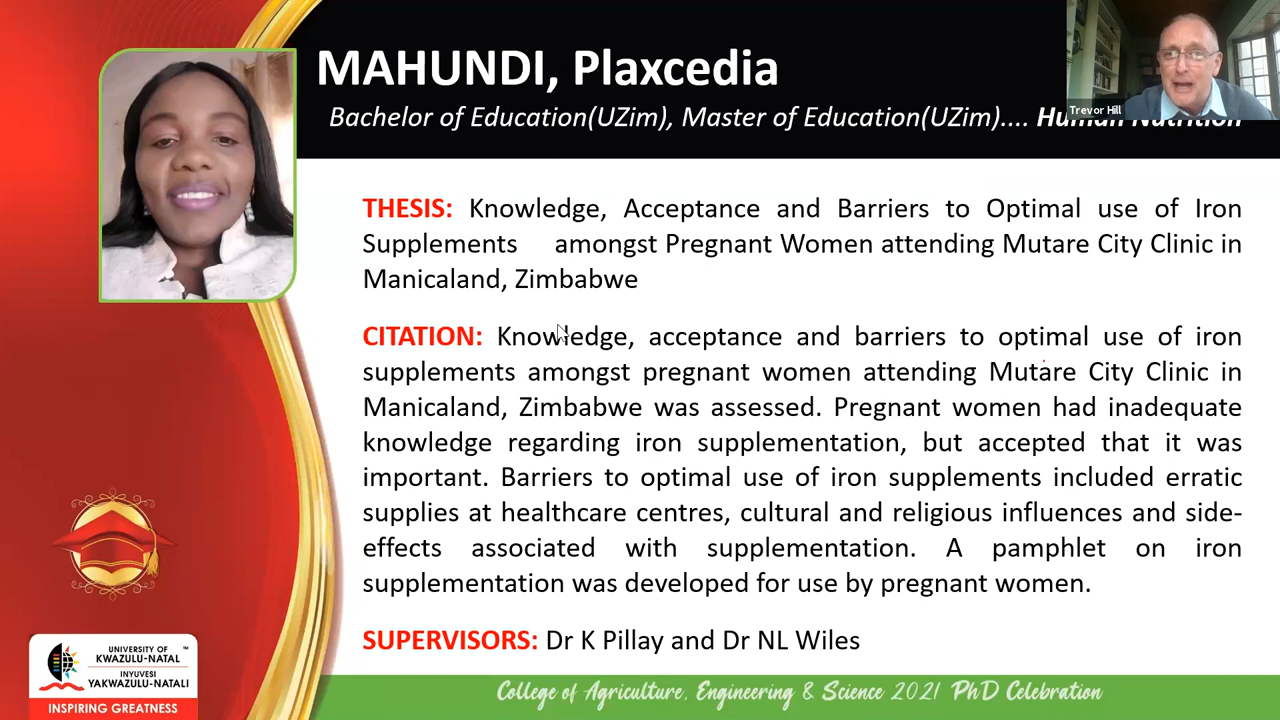 MAHUNDI, Plaxcedia
Bachelor of Education(UZim), Master of Education(UZim).... Human Nutrition
Trevor Hill
THESIS: Knowledge, Acceptance and Barriers to Optimal use of Iron
Supplements amongst Pregnant Women attending Mutare City Clinic in
Manicaland, Zimbabwe
CITATION: Knowledge, acceptance and barriers to optimal use of iron
supplements amongst pregnant women attending Mutare City Clinic in
Manicaland, Zimbabwe was assessed. Pregnant women had inadequate
knowledge regarding iron supplementation, but accepted that it was
important. Barriers to optimal use of iron supplements included erratic
supplies at healthcare centres, cultural and religious influences and side-
effects associated with supplementation. A pamphlet on iron
supplementation was developed for use by pregnant women.
SUPERVISORS: Dr K Pillay and Dr NL Wiles
UNIVERSITY OF ™
KWAZULU-NATAL
INYUVESI
YAKWAZULU-NATALI
INSPIRING GREATNESS
College of Agriculture, Engineering & Science 2021 PhD Celebration